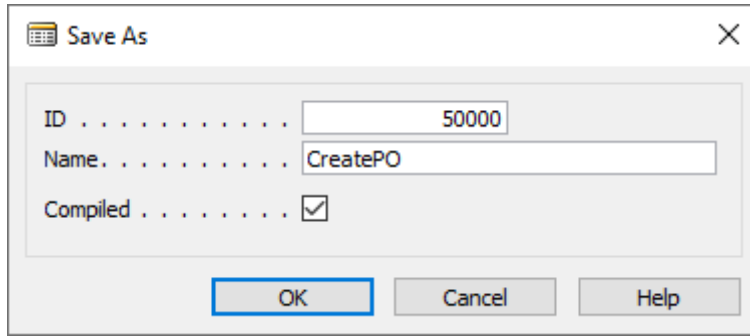 Save As
ID . . . . . . . . . . . 50000
Name. . . . . . . . . . CreatePO
Compiled . . . . . . . .
OK Cancel Help